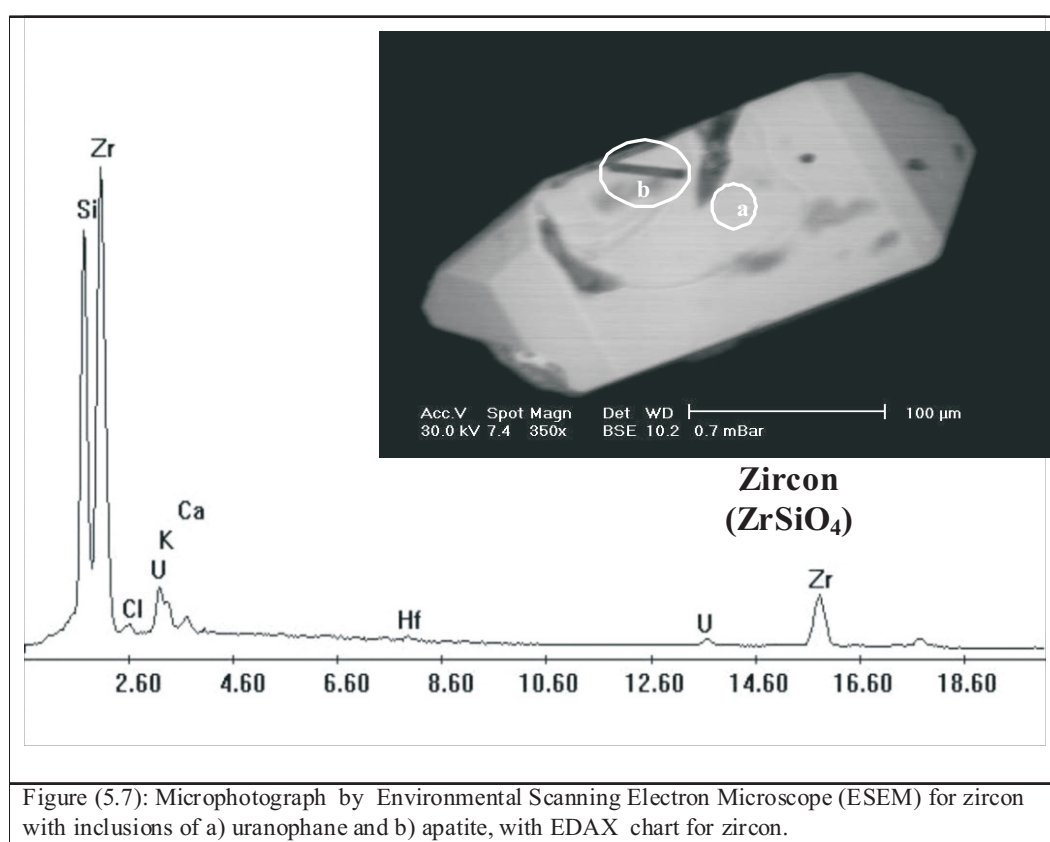 Zr
Si
Ca
K
U
Cl
Hf
U
Zr
2.60 4.60 6.60 8.60 10.60 12.60 14.60 16.60 18.60
b
a
Acc.V Spot Magn Det WD 100 µm
30.0 kV 7.4 350x BSE 10.2 0.7 mBar
Zircon
(ZrSiO₄)
Figure (5.7): Microphotograph by Environmental Scanning Electron Microscope (ESEM) for zircon
with inclusions of a) uranophane and b) apatite, with EDAX chart for zircon.